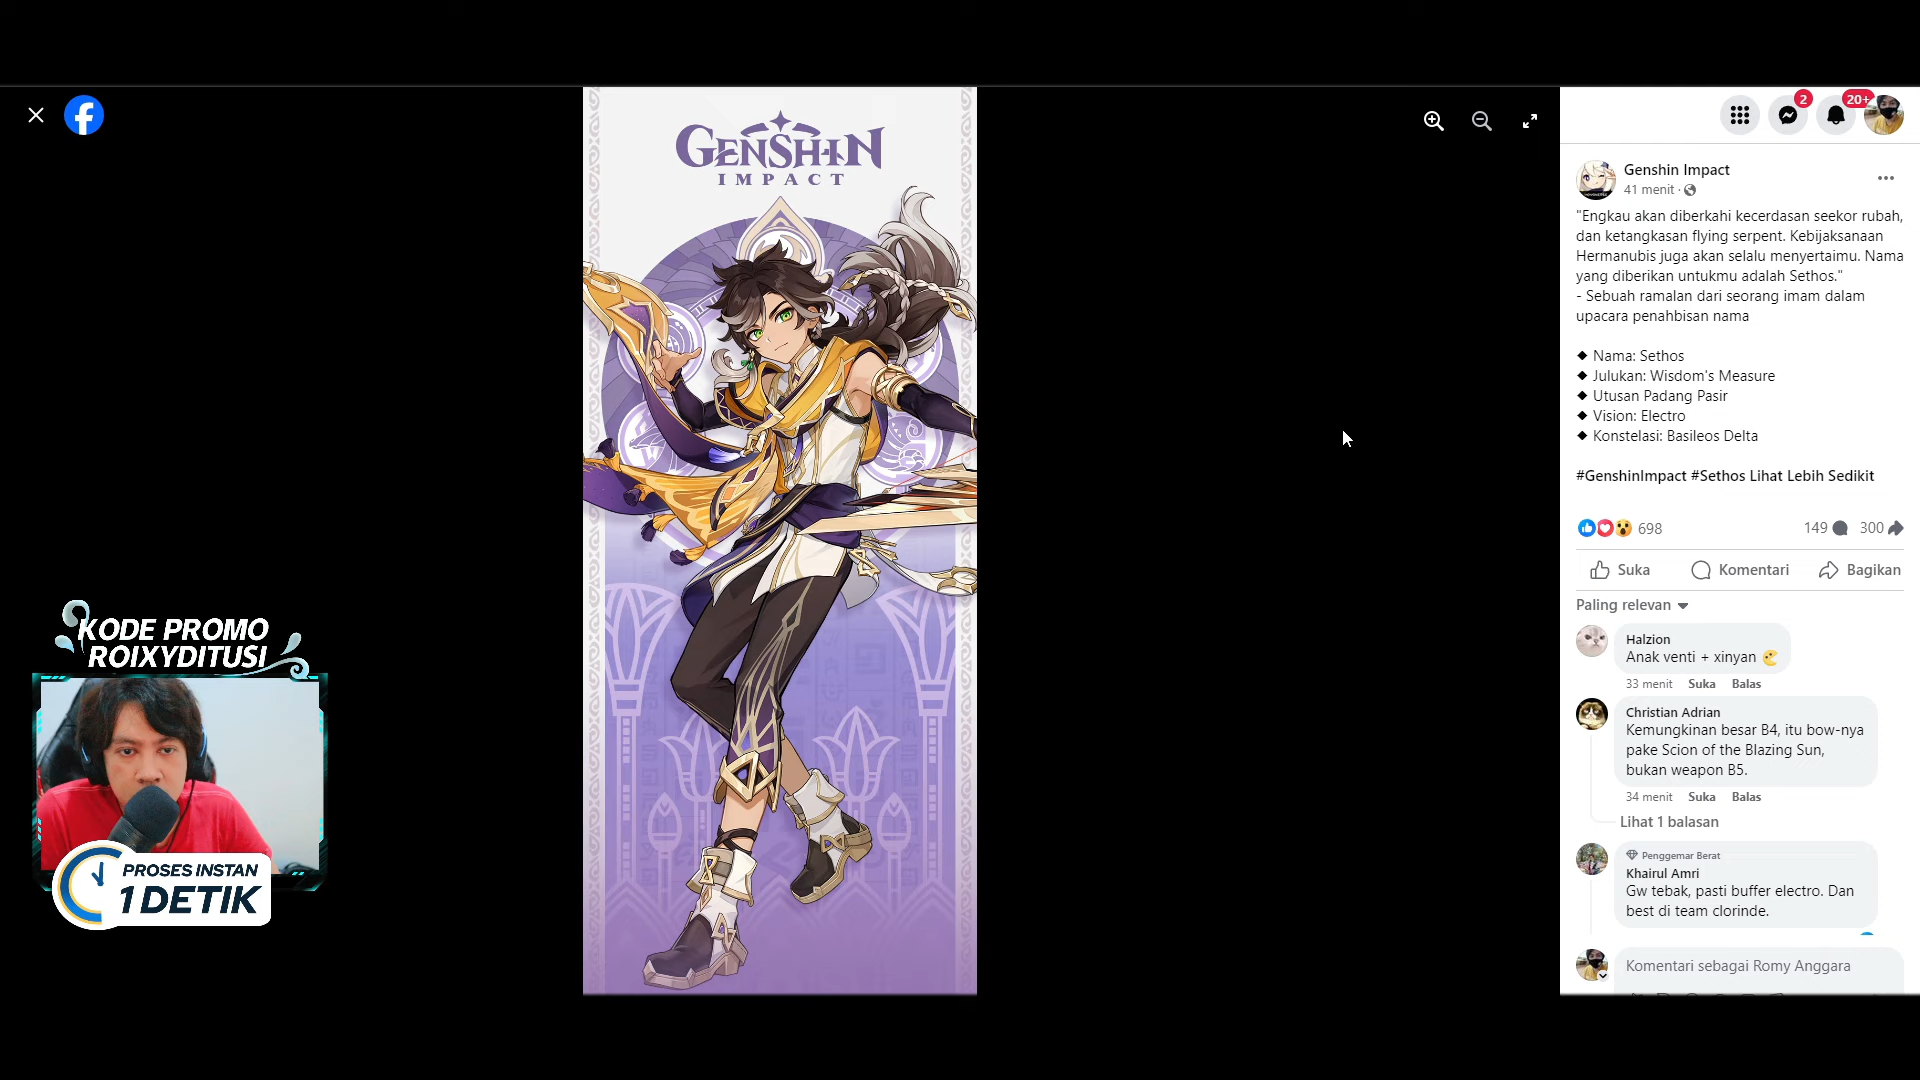 GENSHIN
IMPACT
KODE PROMO
ROIXYDITUSI
PROSES INSTAN
1 DETIK
2
20+
Genshin Impact
41 menit ·
"Engkau akan diberkahi kecerdasan seekor rubah,
dan ketangkasan flying serpent. Kebijaksanaan
Hermanubis juga akan selalu menyertaimu. Nama
yang diberikan untukmu adalah Sethos."
- Sebuah ramalan dari seorang imam dalam
upacara penahbisan nama
◆ Nama: Sethos
◆ Julukan: Wisdom's Measure
◆ Utusan Padang Pasir
◆ Vision: Electro
◆ Konstelasi: Basileos Delta
#GenshinImpact #Sethos Lihat Lebih Sedikit
698
149
300
Suka
Komentari
Bagikan
Paling relevan
Halzion
Anak venti + xinyan
33 menit Suka Balas
Christian Adrian
Kemungkinan besar B4, itu bow-nya
pake Scion of the Blazing Sun,
bukan weapon B5.
34 menit Suka Balas
Lihat 1 balasan
Penggemar Berat
Khairul Amri
Gw tebak, pasti buffer electro. Dan
best di team clorinde.
Komentari sebagai Romy Anggara